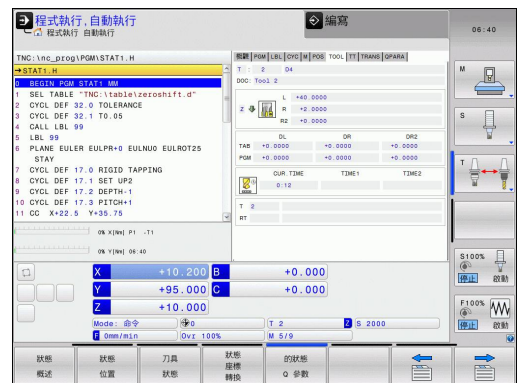 程式執行,自動執行
程式執行 自動執行
編寫
06:40
TNC:\nc_prog\PGM\STAT1.H
→STAT1.H
0 BEGIN PGM STAT1 MM
1 SEL TABLE "TNC:\table\zeroshift.d"
2 CYCL DEF 32.0 TOLERANCE
3 CYCL DEF 32.1 T0.05
4 CALL LBL 99
5 LBL 99
6 PLANE EULER EULPR+0 EULNU0 EULROT25
STAY
7 CYCL DEF 17.0 RIGID TAPPING
8 CYCL DEF 17.1 SET UP2
9 CYCL DEF 17.2 DEPTH-1
10 CYCL DEF 17.3 PITCH+1
11 CC X+22.5 Y+35.75
概觀 PGM LBL CYC M POS TOOL TT TRANS QPARA
T : 2 D4
DOC: Tool 2
L +40.0000
Z R +2.0000
R2 +0.0000
DL DR DR2
TAB +0.0000 +0.0000 +0.0000
PGM +0.0000 +0.0000 +0.0000
CUR.TIME TIME1 TIME2
0:12
T 2
RT
0% X[Nm] P1 -T1
0% Y[Nm] 06:40
X +10.200 B +0.000
Y +95.000 C +0.000
Z +10.000
Mode: 命令 0 T 2 Z S 2000
F 0mm/min Ovr 100% M 5/9
M
S
T
S100%
停止 啟動
F100%
停止 啟動
狀態
概述
狀態
位置
刀具
狀態
狀態
座標
轉換
的狀態
Q 參數